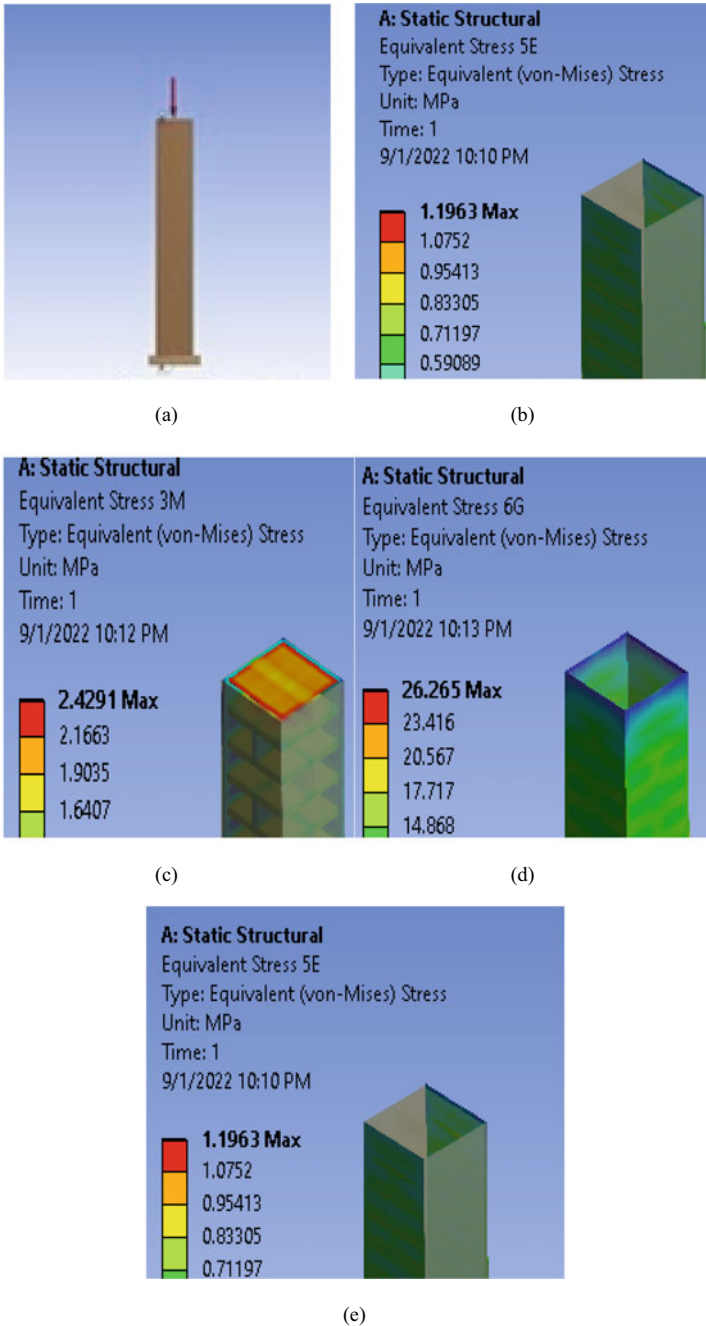 A: Static Structural
Equivalent Stress 5E
Type: Equivalent (von-Mises) Stress
Unit: MPa
Time: 1
9/1/2022 10:10 PM
1.1963 Max
1.0752
0.95413
0.83305
0.71197
0.59089
(a)
(b)
A: Static Structural
Equivalent Stress 3M
Type: Equivalent (von-Mises) Stress
Unit: MPa
Time: 1
9/1/2022 10:12 PM
2.4291 Max
2.1663
1.9035
1.6407
A: Static Structural
Equivalent Stress 6G
Type: Equivalent (von-Mises) Stress
Unit: MPa
Time: 1
9/1/2022 10:13 PM
26.265 Max
23.416
20.567
17.717
14.868
(c)
(d)
A: Static Structural
Equivalent Stress 5E
Type: Equivalent (von-Mises) Stress
Unit: MPa
Time: 1
9/1/2022 10:10 PM
1.1963 Max
1.0752
0.95413
0.83305
0.71197
(e)